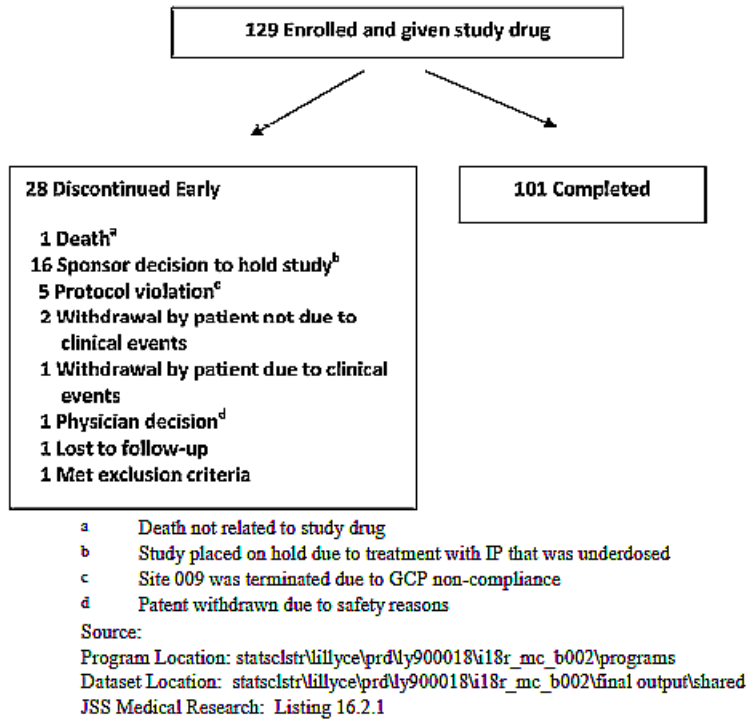 129 Enrolled and given study drug
28 Discontinued Early
1 Deathᵃ
16 Sponsor decision to hold studyᵇ
5 Protocol violationᶜ
2 Withdrawal by patient not due to
clinical events
1 Withdrawal by patient due to clinical
events
1 Physician decisionᵈ
1 Lost to follow-up
1 Met exclusion criteria
101 Completed
a Death not related to study drug
b Study placed on hold due to treatment with IP that was underdosed
c Site 009 was terminated due to GCP non-compliance
d Patent withdrawn due to safety reasons
Source:
Program Location: statsclstr\lillyce\prd\ly900018\i18r_mc_b002\programs
Dataset Location: statsclstr\lillyce\prd\ly900018\i18r_mc_b002\final output\shared
JSS Medical Research: Listing 16.2.1